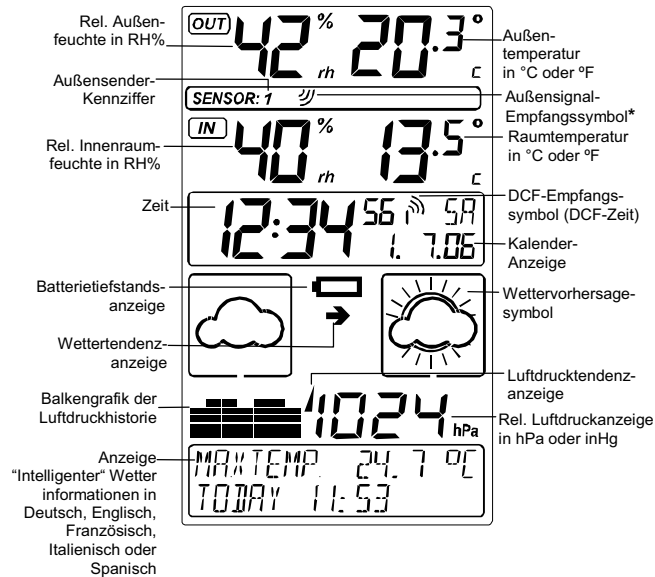 Rel. Außen-
feuchte in RH%
Außensender-
Kennziffer
Rel. Innenraum-
feuchte in RH%
Zeit
Batterietiefstands-
anzeige
Wettertendenz-
anzeige
Balkengrafik der
Luftdruckhistorie
Anzeige
"Intelligenter“ Wetter
informationen in
Deutsch, Englisch,
Französisch,
Italienisch oder
Spanisch
OUT 42 % rh 20.3 ° C
SENSOR: 1
IN 40 % rh 13.5 ° C
12:34 56 SA
1. 7.06
1024 hPa
MAXTEMP. 24. 7 ºC
TODAY 11:53
Außen-
temperatur
in °C oder ºF
Außensignal-
Empfangssymbol*
Raumtemperatur
in °C oder ºF
DCF-Empfangs-
symbol (DCF-Zeit)
Kalender-
Anzeige
Wettervorhersage-
symbol
Luftdrucktendenz-
anzeige
Rel. Luftdruckanzeige
in hPa oder inHg